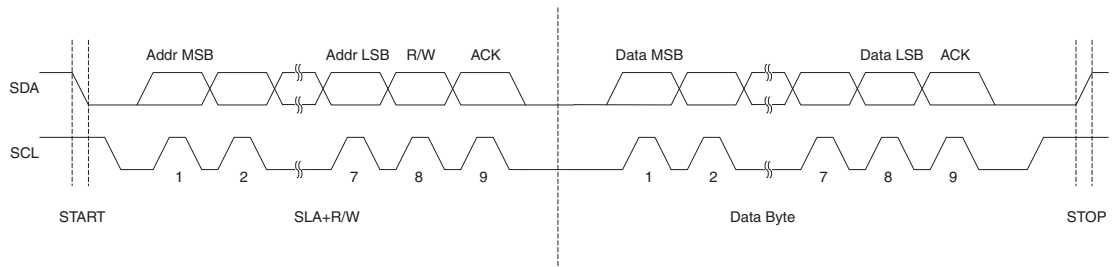 Addr MSB Addr LSB R/W ACK Data MSB Data LSB ACK
SDA
SCL
1 2 7 8 9 1 2 7 8 9
START SLA+R/W Data Byte STOP